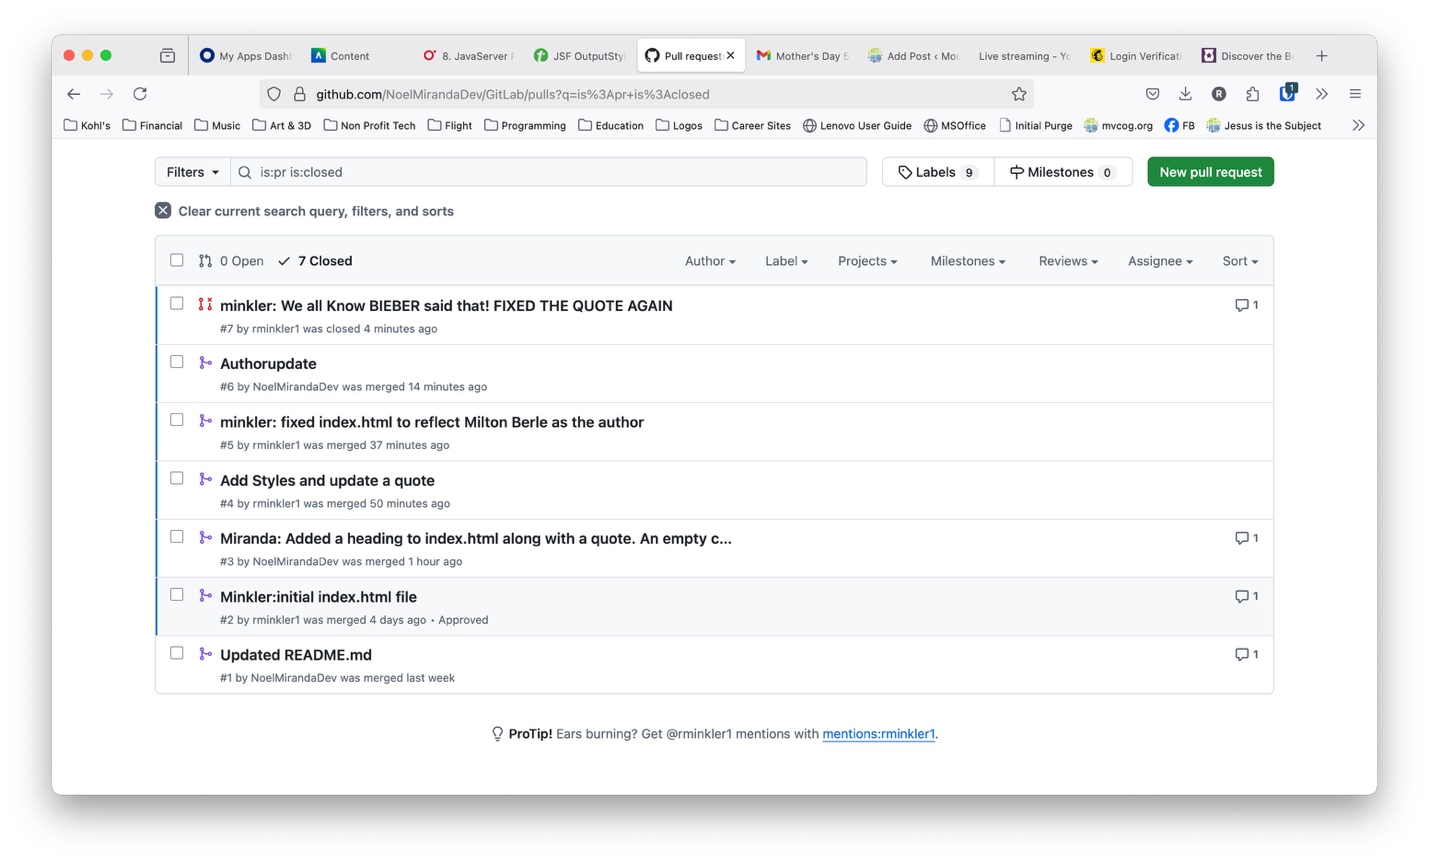 My Apps Dash
Content
8. JavaServer
JSF OutputSty
Pull request
Mother's Day 5
Add Post ‹ Mou
Live streaming - Yo
Login Verificati
Discover the Be
github.com/NoelMirandaDev/GitLab/pulls?q=is%3Apr+is%3Aclosed
R
1
Kohl's
Financial
Music
Art & 3D
Non Profit Tech
Flight
Programming
Education
Logos
Career Sites
Lenovo User Guide
MSOffice
Initial Purge
mvcog.org
FB
Jesus is the Subject
Filters
is:pr is:closed
Labels 9
Milestones 0
New pull request
Clear current search query, filters, and sorts
0 Open
7 Closed
Author
Label
Projects
Milestones
Reviews
Assignee
Sort
minkler: We all Know BIEBER said that! FIXED THE QUOTE AGAIN
1
#7 by rminkler1 was closed 4 minutes ago
Authorupdate
#6 by NoelMirandaDev was merged 14 minutes ago
minkler: fixed index.html to reflect Milton Berle as the author
#5 by rminkler1 was merged 37 minutes ago
Add Styles and update a quote
#4 by rminkler1 was merged 50 minutes ago
Miranda: Added a heading to index.html along with a quote. An empty c...
1
#3 by NoelMirandaDev was merged 1 hour ago
Minkler:initial index.html file
1
#2 by rminkler1 was merged 4 days ago • Approved
Updated README.md
1
#1 by NoelMirandaDev was merged last week
ProTip! Ears burning? Get @rminkler1 mentions with mentions:rminkler1.